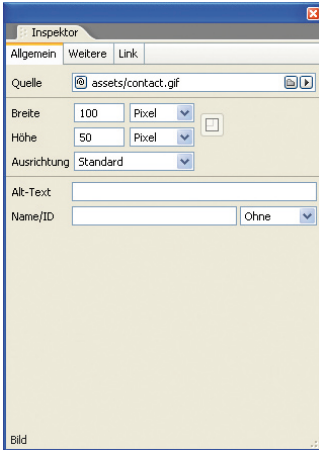 Inspektor
Allgemein Weitere Link
Quelle assets/contact.gif
Breite 100 Pixel
Höhe 50 Pixel
Ausrichtung Standard
Alt-Text
Name/ID Ohne
Bild